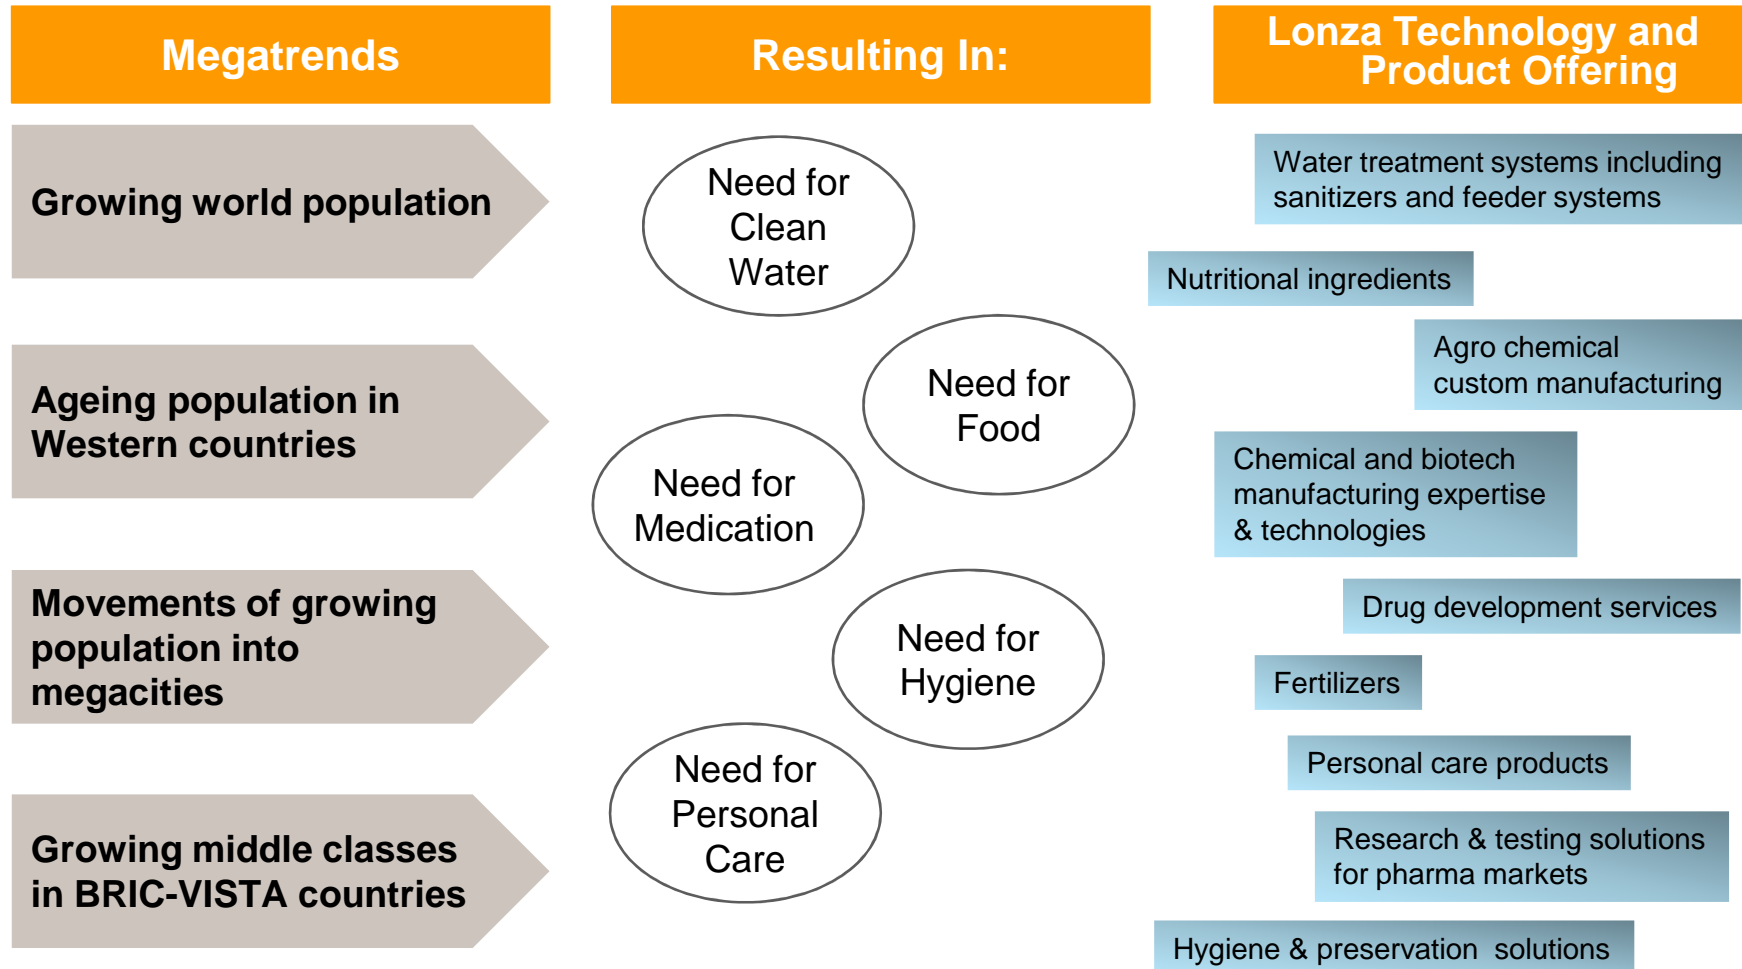 Megatrends
Resulting In:
Lonza Technology and
Product Offering
Growing world population
Ageing population in
Western countries
Movements of growing
population into
megacities
Growing middle classes
in BRIC-VISTA countries
Need for
Clean
Water
Need for
Food
Need for
Medication
Need for
Hygiene
Need for
Personal
Care
Water treatment systems including
sanitizers and feeder systems
Nutritional ingredients
Agro chemical
custom manufacturing
Chemical and biotech
manufacturing expertise
& technologies
Drug development services
Fertilizers
Personal care products
Research & testing solutions
for pharma markets
Hygiene & preservation  solutions